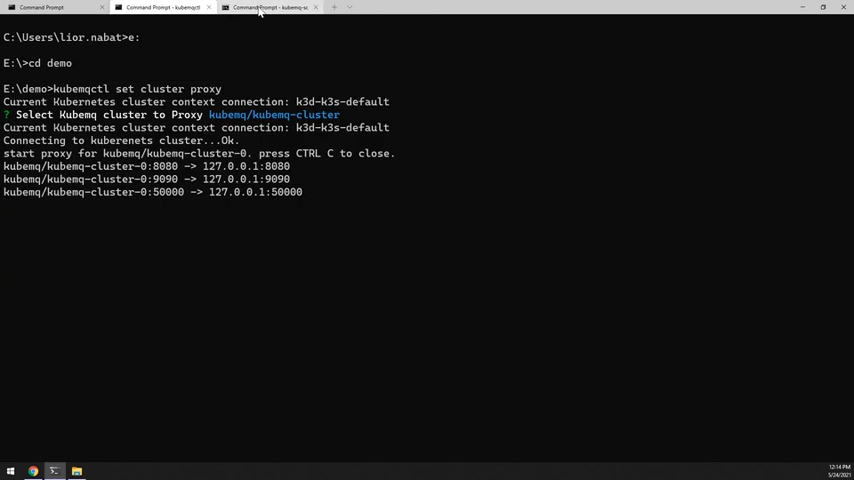 Command Prompt
Command Prompt - kubemqctl
Command Prompt - kubemq-so
C:\Users\lior.nabat>e:
E:\>cd demo
E:\demo>kubemqctl set cluster proxy
Current Kubernetes cluster context connection: k3d-k3s-default
? Select Kubemq cluster to Proxy kubemq/kubemq-cluster
Current Kubernetes cluster context connection: k3d-k3s-default
Connecting to kuberenets cluster...Ok.
start proxy for kubemq/kubemq-cluster-0. press CTRL C to close.
kubemq/kubemq-cluster-0:8080 -> 127.0.0.1:8080
kubemq/kubemq-cluster-0:9090 -> 127.0.0.1:9090
kubemq/kubemq-cluster-0:50000 -> 127.0.0.1:50000
12:14 PM
5/24/2021